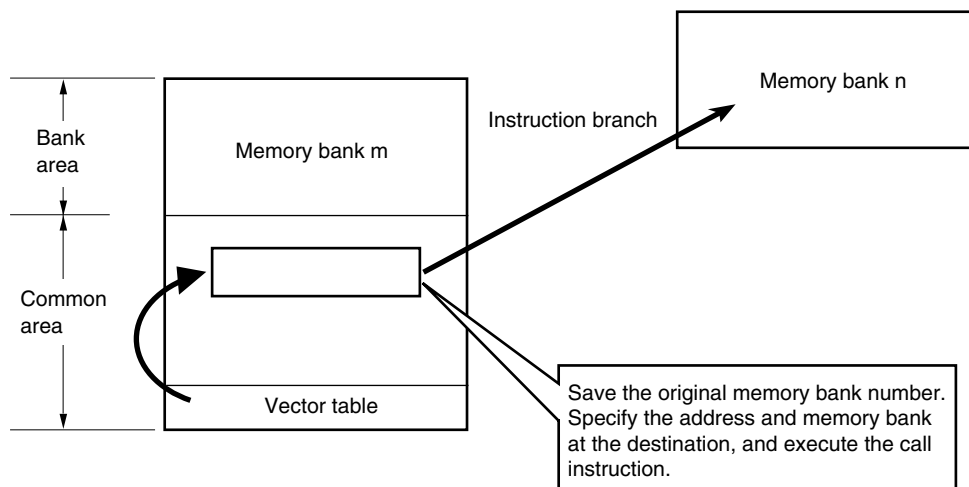 Memory bank n
Instruction branch
Bank
area
Memory bank m
Common
area
Vector table
Save the original memory bank number.
Specify the address and memory bank
at the destination, and execute the call
instruction.